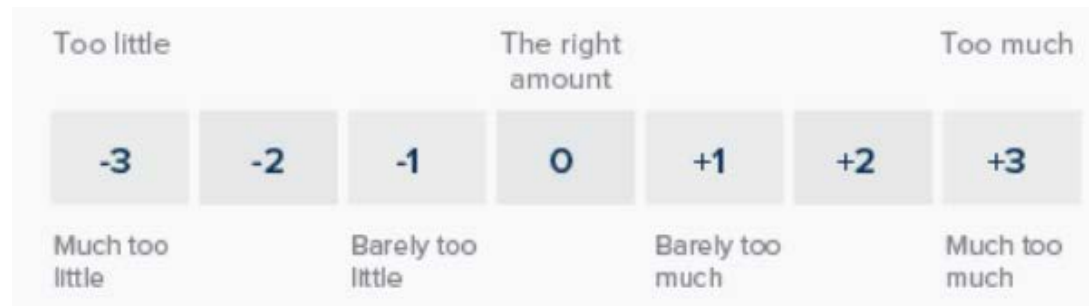 Too little The right Too much
amount
-3 -2 -1 0 +1 +2 +3
Much too Barely too Barely too Much too
little little much much